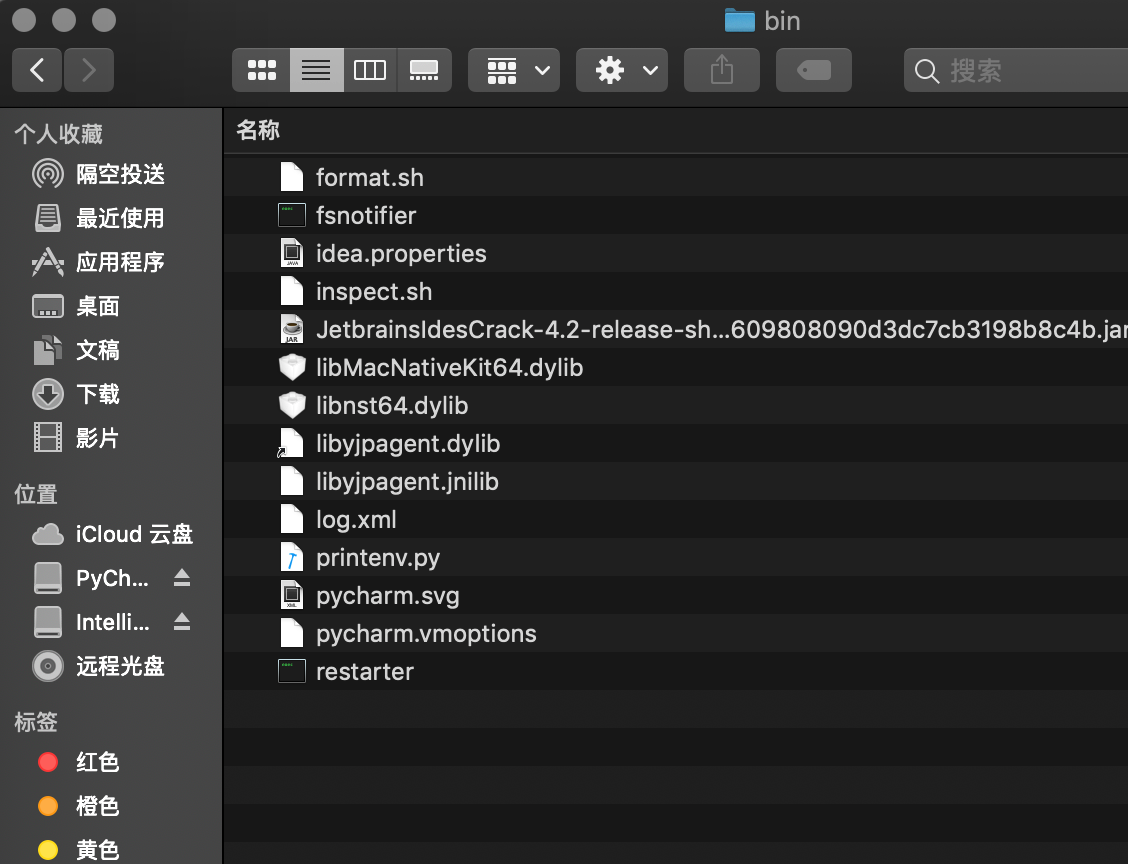 bin
搜索
个人收藏
隔空投送
最近使用
应用程序
桌面
文稿
下载
影片
位置
iCloud 云盘
PyCh...
Intelli...
远程光盘
标签
红色
橙色
黄色
名称
format.sh
fsnotifier
idea.properties
inspect.sh
JetbrainsIdesCrack-4.2-release-sh...609808090d3dc7cb3198b8c4b.jar
libMacNativeKit64.dylib
libnst64.dylib
libyjpagent.dylib
libyjpagent.jnilib
log.xml
printenv.py
pycharm.svg
pycharm.vmoptions
restarter